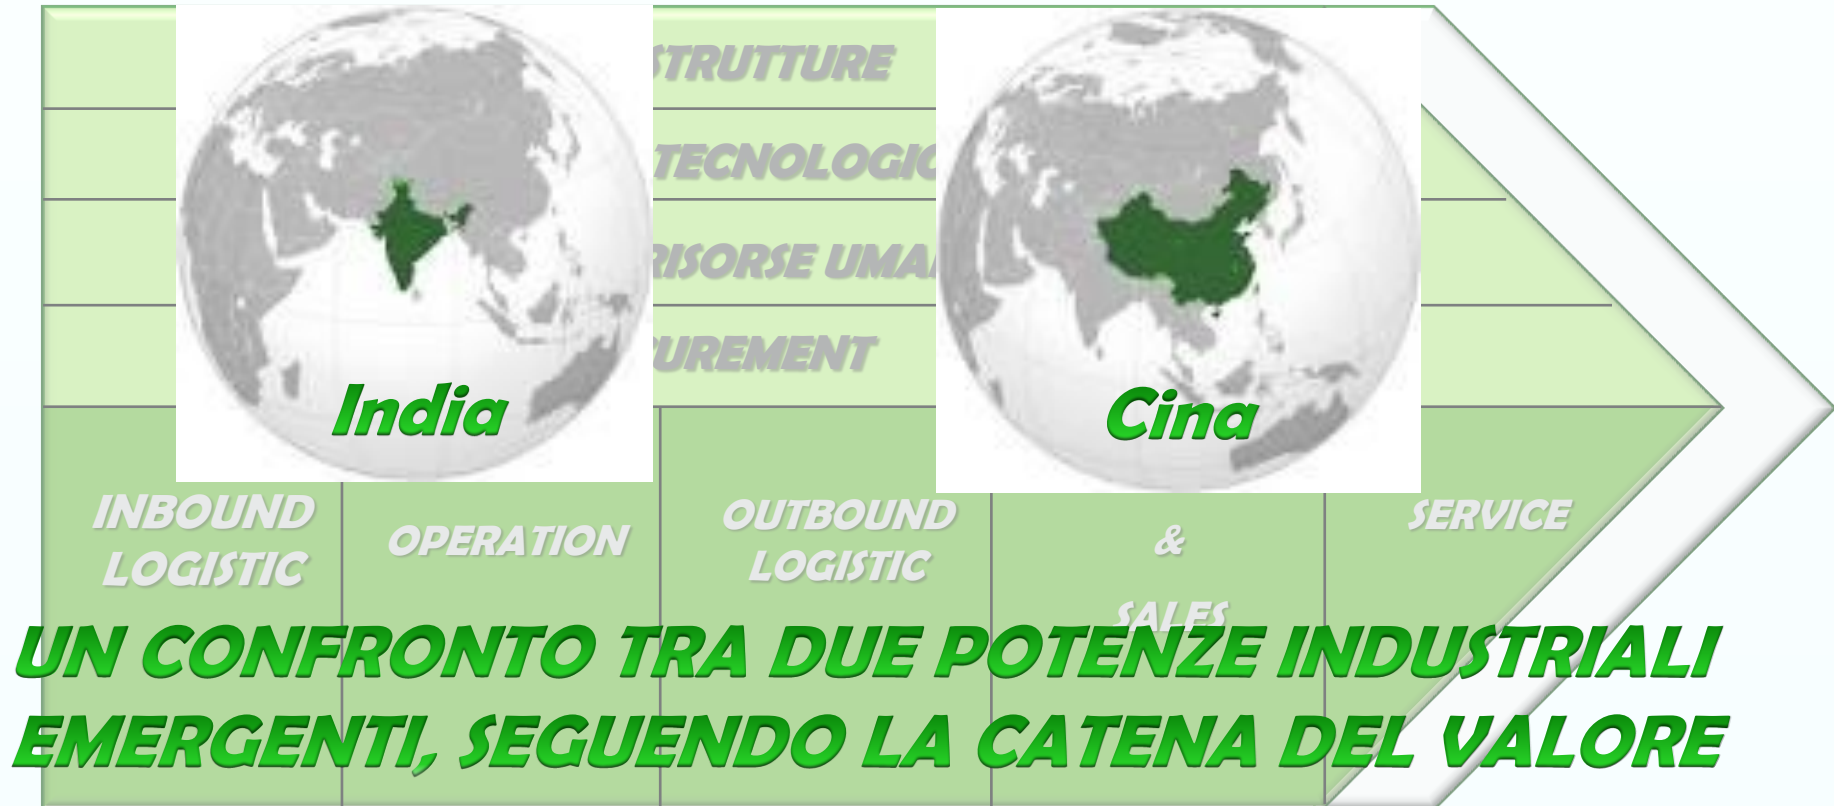 STRUTTURE
TECNOLOGIC
RISORSE UMA
UREMENT
India
Cina
INBOUND
LOGISTIC
OPERATION
OUTBOUND
LOGISTIC
&
SALES
SERVICE
UN CONFRONTO TRA DUE POTENZE INDUSTRIALI
EMERGENTI, SEGUENDO LA CATENA DEL VALORE